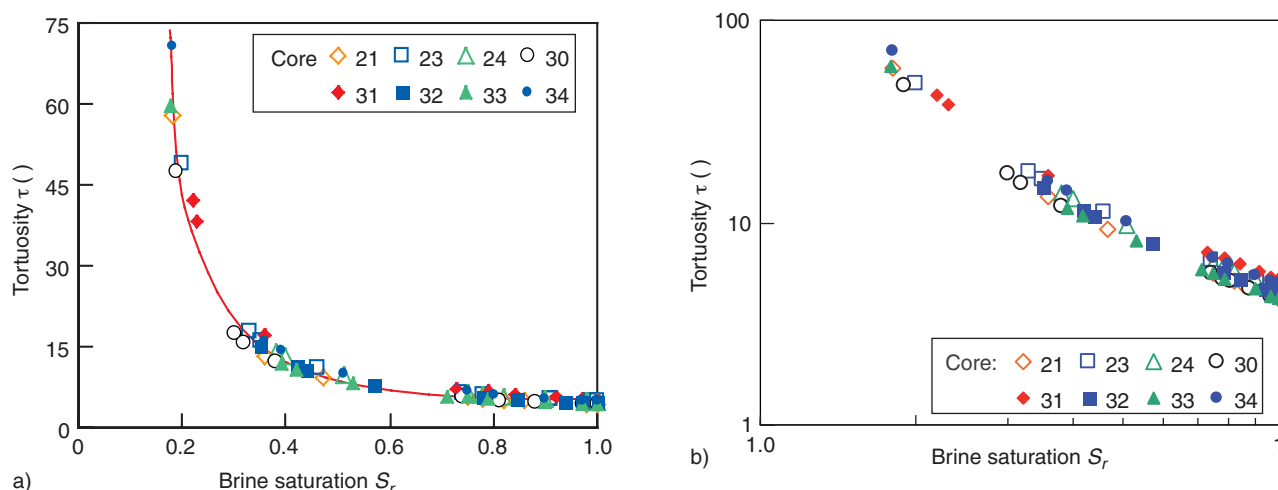 75
60
45
30
15
0
0
0.2
0.4
0.6
0.8
1.0
Tortuosity τ ( )
Brine saturation Sr
a)
Core 21 23 24 30
31 32 33 34
100
10
1
1.0
1
Tortuosity τ ( )
Brine saturation Sr
b)
Core: 21 23 24 30
31 32 33 34